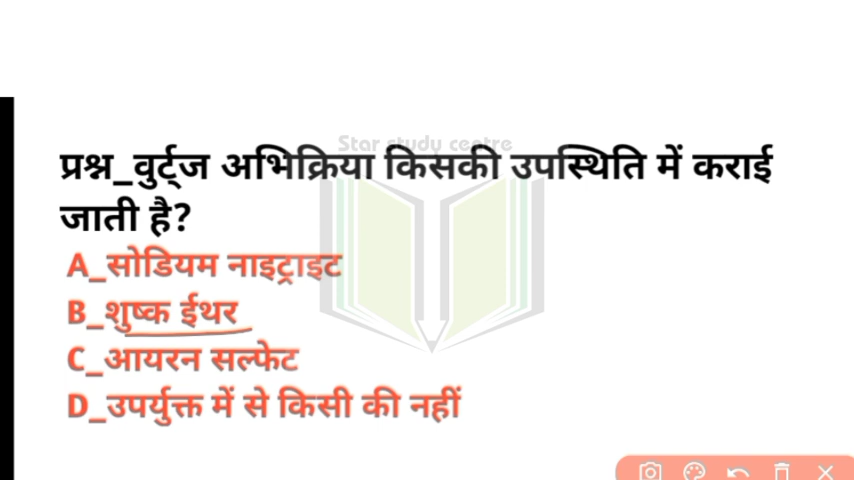 Star study centre
प्रश्न_वुर्ट्ज अभिक्रिया किसकी उपस्थिति में कराई
जाती है?
A_सोडियम नाइट्राइट
B_शुष्क ईथर
C_आयरन सल्फेट
D_उपर्युक्त में से किसी की नहीं